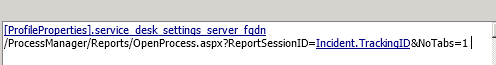 [ProfileProperties].service_desk_settings_server_fqdn
/ProcessManager/Reports/OpenProcess.aspx?ReportSessionID=Incident.TrackingID&NoTabs=1